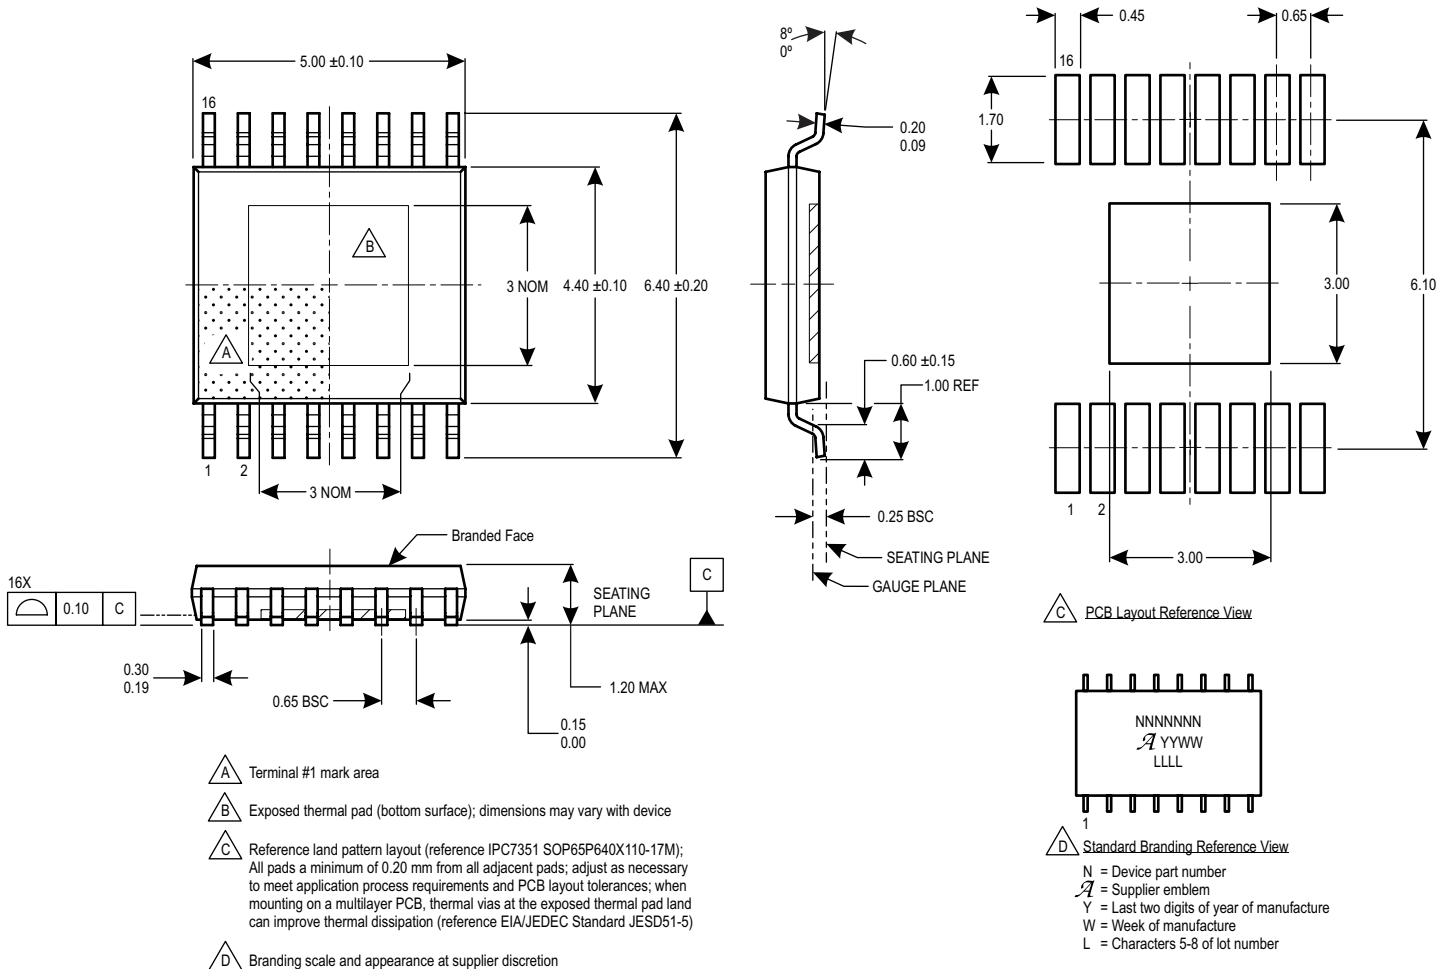 5.00 ±0.10
16
B
A
3 NOM
4.40 ±0.10
6.40 ±0.20
1
2
3 NOM
8º
0º
0.20
0.09
0.60 ±0.15
1.00 REF
0.25 BSC
SEATING PLANE
GAUGE PLANE
0.45
0.65
16
1.70
3.00
6.10
1
2
3.00
C PCB Layout Reference View
Branded Face
16X
0.10 C
SEATING
PLANE
C
0.30
0.19
0.65 BSC
1.20 MAX
0.15
0.00
NNNNNNN
A YYWW
LLLL
1
D Standard Branding Reference View
N = Device part number
A = Supplier emblem
Y = Last two digits of year of manufacture
W = Week of manufacture
L = Characters 5-8 of lot number
A Terminal #1 mark area
B Exposed thermal pad (bottom surface); dimensions may vary with device
C Reference land pattern layout (reference IPC7351 SOP65P640X110-17M);
All pads a minimum of 0.20 mm from all adjacent pads; adjust as necessary
to meet application process requirements and PCB layout tolerances; when
mounting on a multilayer PCB, thermal vias at the exposed thermal pad land
can improve thermal dissipation (reference EIA/JEDEC Standard JESD51-5)
D Branding scale and appearance at supplier discretion